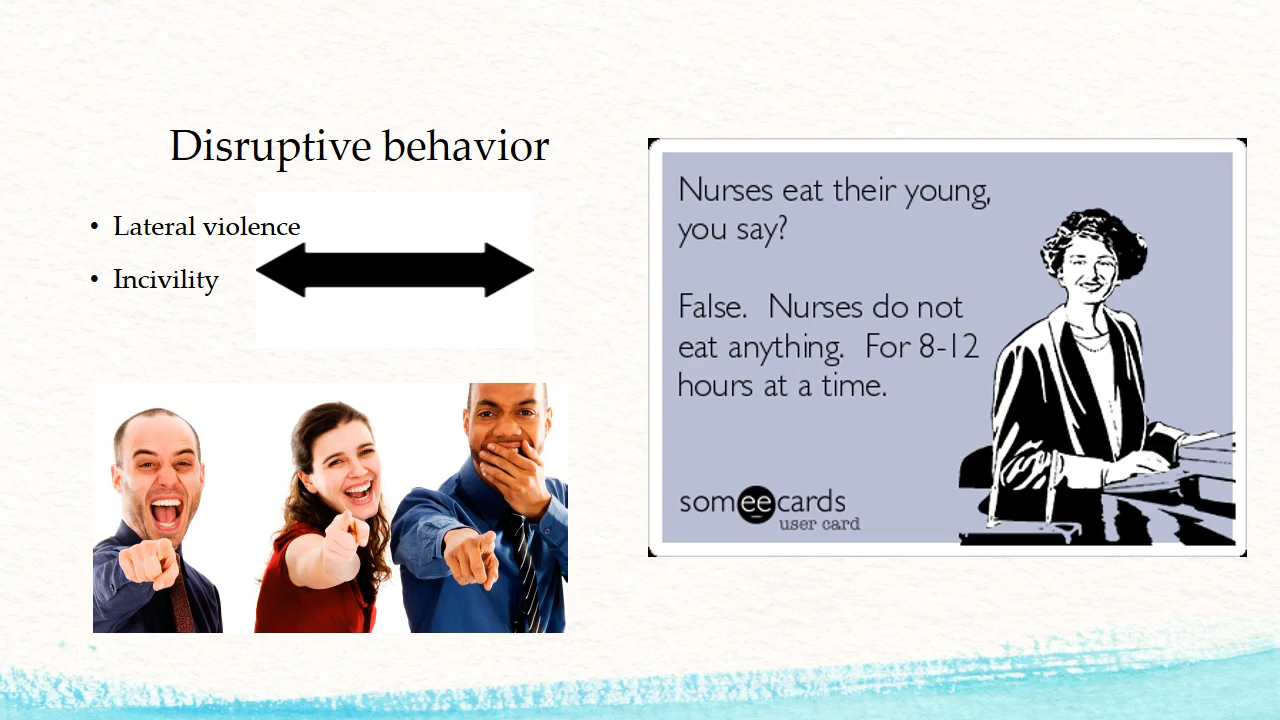 Disruptive behavior
• Lateral violence
• Incivility
Nurses eat their young,
you say?
False. Nurses do not
eat anything. For 8-12
hours at a time.
someecards
user card